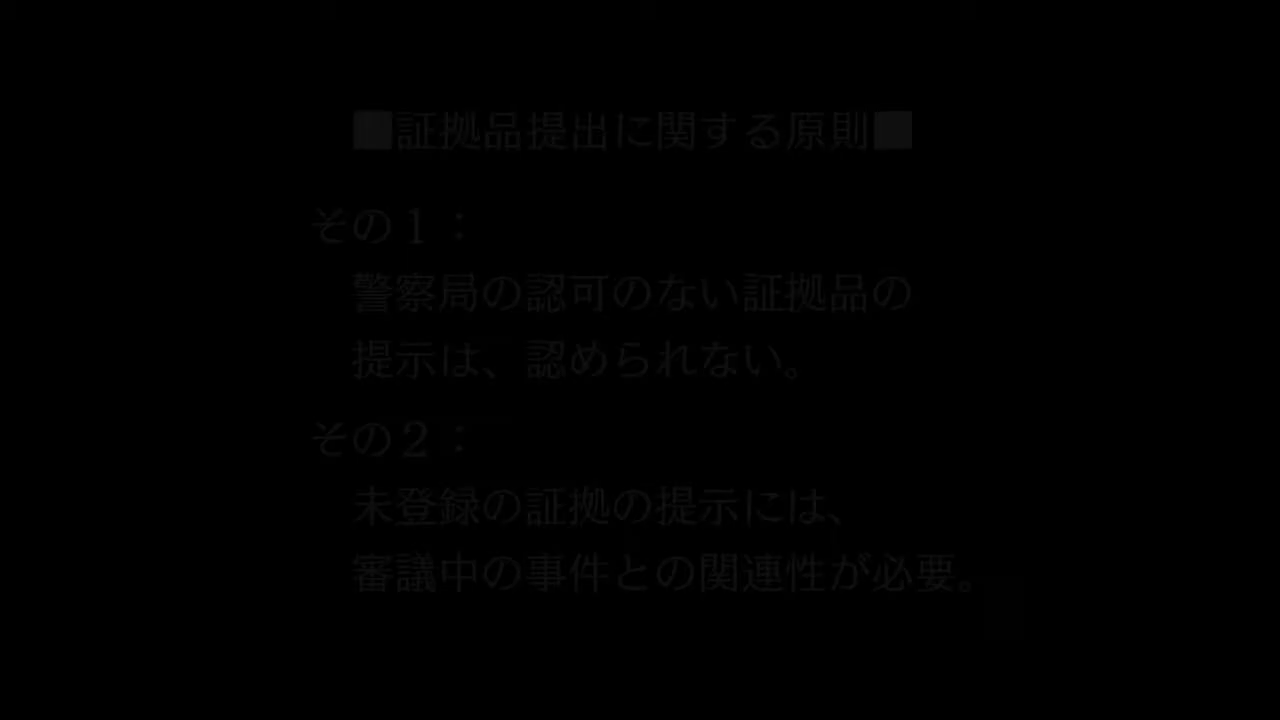 ■証拠品提出に関する原則■
その１：
警察局の認可のない証拠品の
提示は、認められない。
その２：
未登録の証拠の提示には、
審議中の事件との関連性が必要。